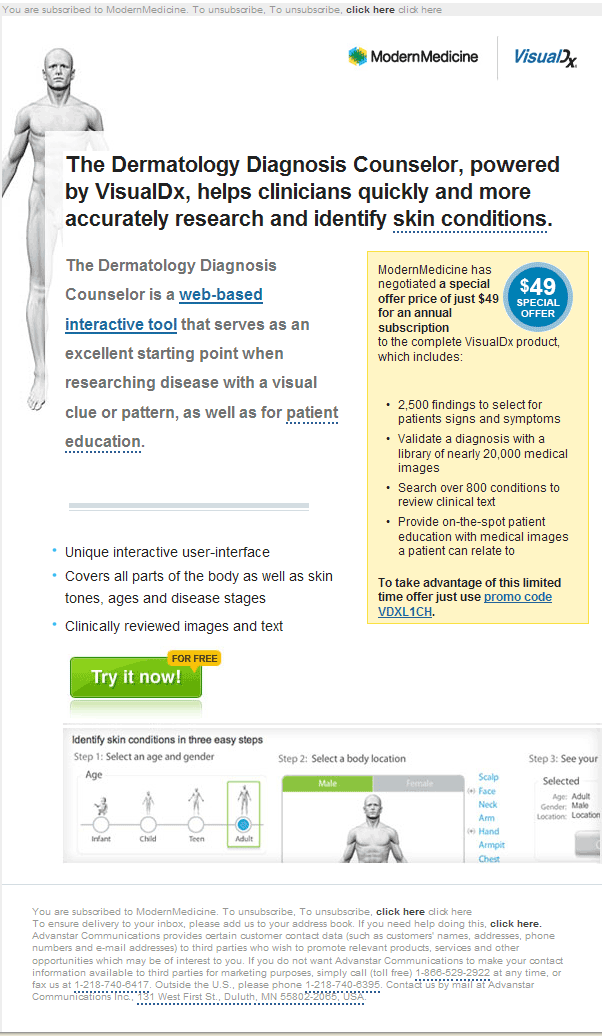 You are subscribed to ModernMedicine. To unsubscribe, To unsubscribe, click here click here
ModernMedicine
VisualDx
The Dermatology Diagnosis Counselor, powered
by VisualDx, helps clinicians quickly and more
accurately research and identify skin conditions.
The Dermatology Diagnosis
Counselor is a web-based
interactive tool that serves as an
excellent starting point when
researching disease with a visual
clue or pattern, as well as for patient
education.
ModernMedicine has
negotiated a special
offer price of just $49
for an annual
subscription
to the complete VisualDx product,
which includes:
$49
SPECIAL
OFFER
• 2,500 findings to select for
patients signs and symptoms
• Validate a diagnosis with a
library of nearly 20,000 medical
images
• Search over 800 conditions to
review clinical text
• Provide on-the-spot patient
education with medical images
a patient can relate to
To take advantage of this limited
time offer just use promo code
VDXL1CH.
• Unique interactive user-interface
• Covers all parts of the body as well as skin
tones, ages and disease stages
• Clinically reviewed images and text
FOR FREE
Try it now!
Identify skin conditions in three easy steps
Step 1: Select an age and gender
Age
Infant
Child
Teen
Adult
Step 2: Select a body location
Male
Female
Scalp
(+) Face
Neck
Arm
(+) Hand
Armpit
Chest
Step 3: See your
Selected
Age: Adult
Gender: Male
Location: Location
You are subscribed to ModernMedicine. To unsubscribe, To unsubscribe, click here click here
To ensure delivery to your inbox, please add us to your address book. If you need help doing this, click here.
Advanstar Communications provides certain customer contact data (such as customers' names, addresses, phone
numbers and e-mail addresses) to third parties who wish to promote relevant products, services and other
opportunities which may be of interest to you. If you do not want Advanstar Communications to make your contact
information available to third parties for marketing purposes, simply call (toll free) 1-866-529-2922 at any time, or
fax us at 1-218-740-6417. Outside the U.S., please phone 1-218-740-6395. Contact us by mail at Advanstar
Communications Inc., 131 West First St., Duluth, MN 55802-2065, USA.